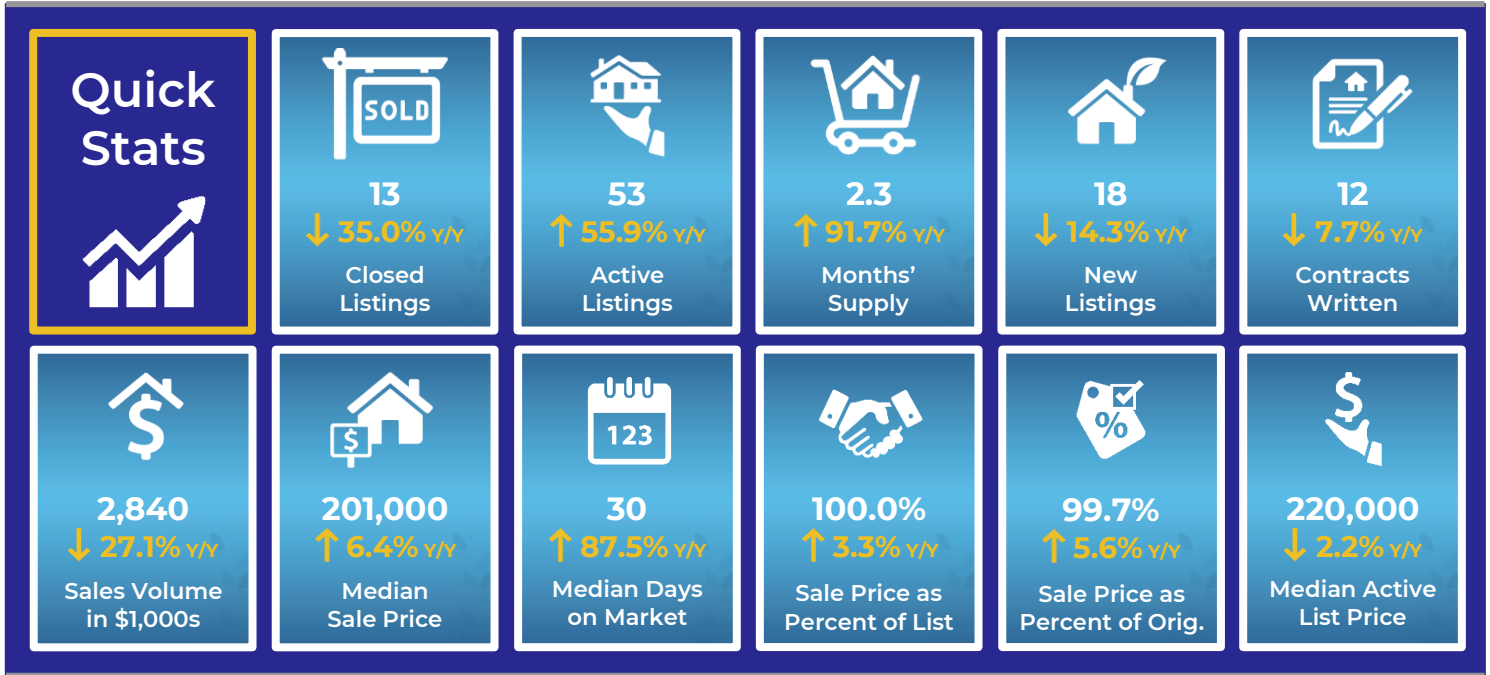 Quick
Stats
SOLD
13
↓ 35.0% Y/Y
Closed
Listings
53
↑ 55.9% Y/Y
Active
Listings
2.3
↑ 91.7% Y/Y
Months'
Supply
18
↓ 14.3% Y/Y
New
Listings
12
↓ 7.7% Y/Y
Contracts
Written
$
2,840
↓ 27.1% Y/Y
Sales Volume
in $1,000s
$
201,000
↑ 6.4% Y/Y
Median
Sale Price
123
30
↑ 87.5% Y/Y
Median Days
on Market
100.0%
↑ 3.3% Y/Y
Sale Price as
Percent of List
%
99.7%
↑ 5.6% Y/Y
Sale Price as
Percent of Orig.
$
220,000
↓ 2.2% Y/Y
Median Active
List Price